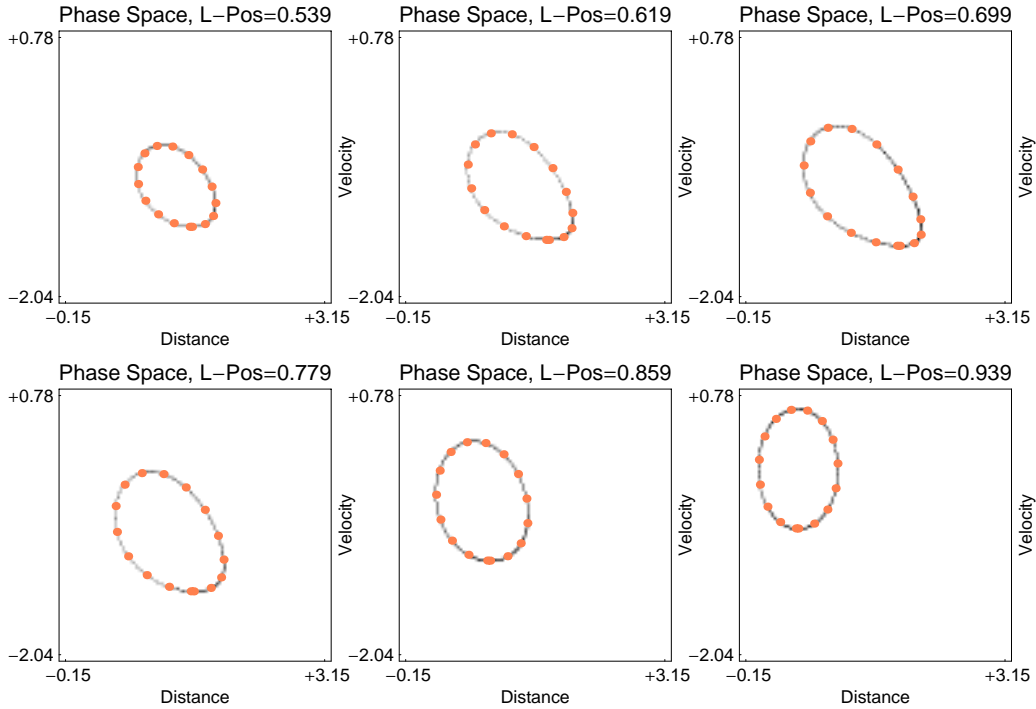 Phase Space, L−Pos=0.539
+0.78
−2.04
−0.15
+3.15
Distance
Velocity
Phase Space, L−Pos=0.619
+0.78
−2.04
−0.15
+3.15
Distance
Velocity
Phase Space, L−Pos=0.699
+0.78
−2.04
−0.15
+3.15
Distance
Velocity
Phase Space, L−Pos=0.779
+0.78
−2.04
−0.15
+3.15
Distance
Velocity
Phase Space, L−Pos=0.859
+0.78
−2.04
−0.15
+3.15
Distance
Velocity
Phase Space, L−Pos=0.939
+0.78
−2.04
−0.15
+3.15
Distance
Velocity